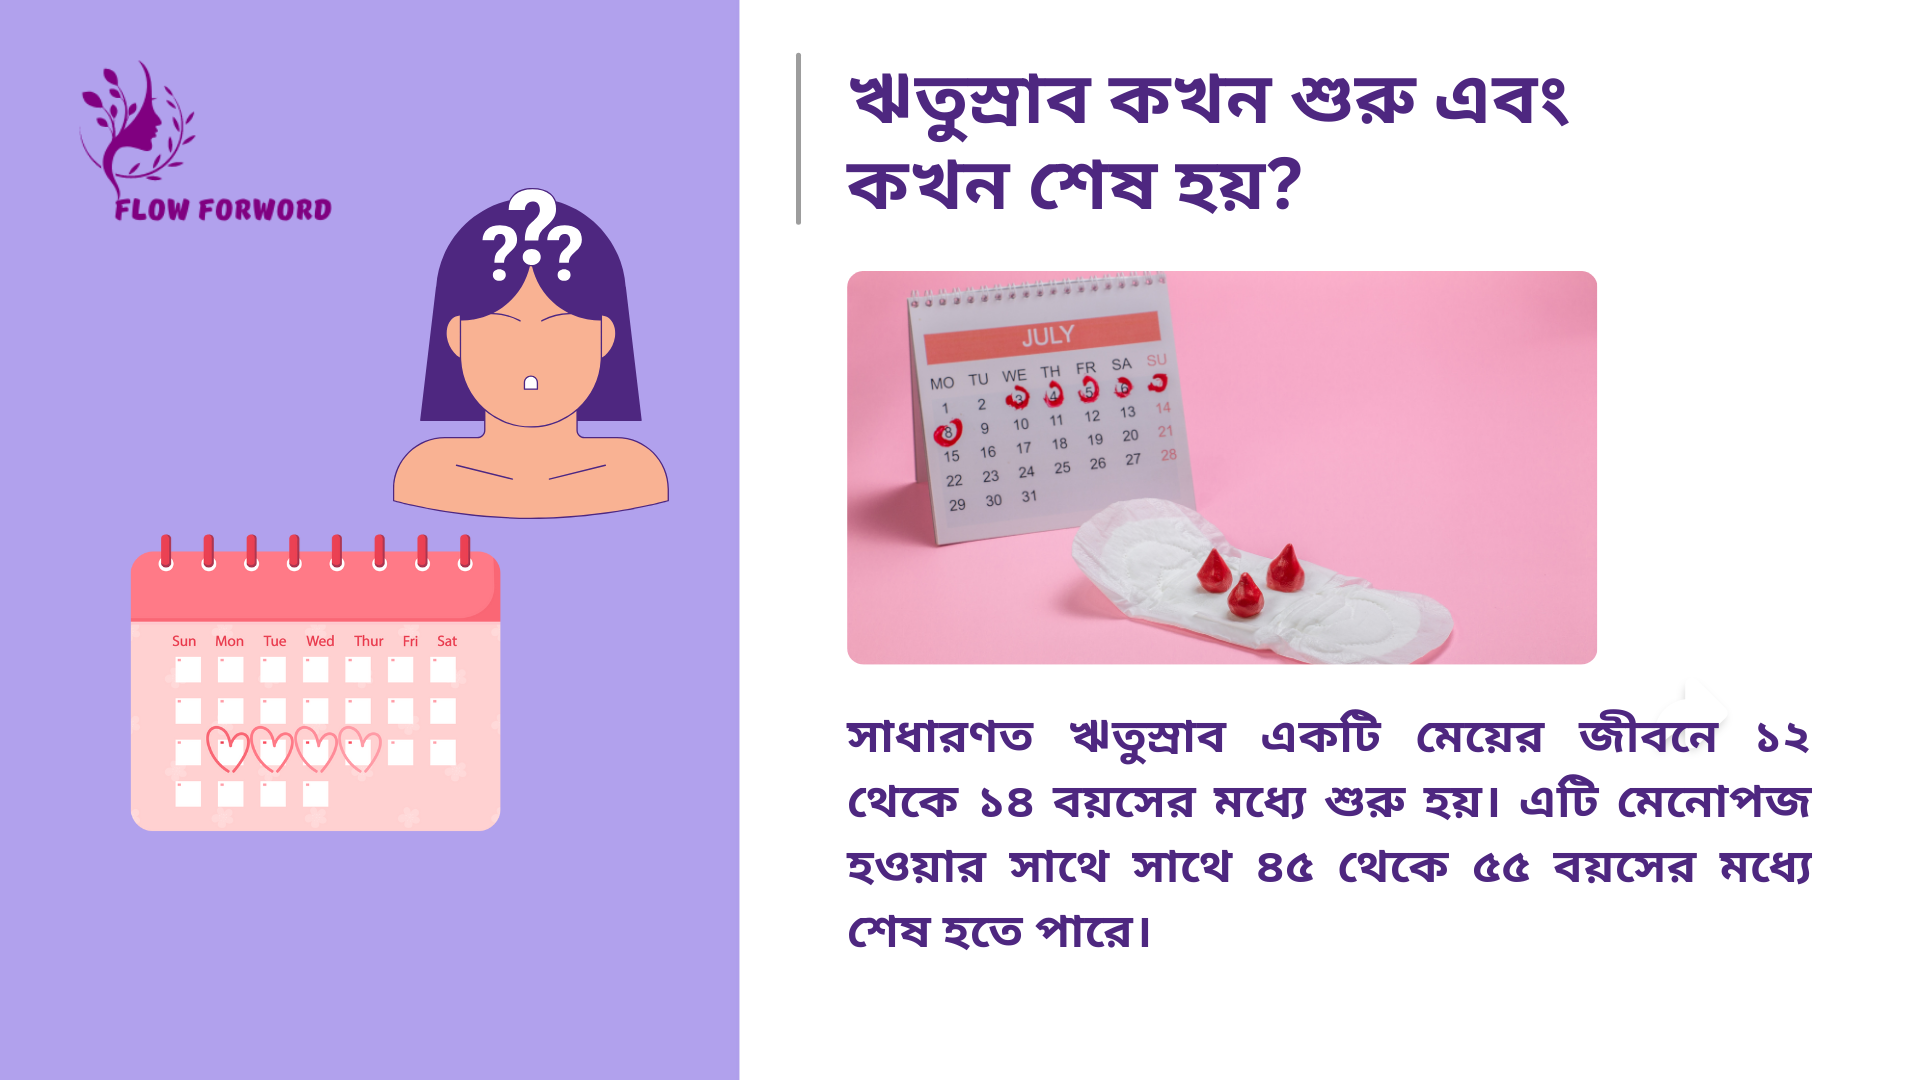 FLOW FORWORD
???
Sun Mon Tue Wed Thur Fri Sat
ঋতুস্রাব কখন শুরু এবং
কখন শেষ হয়?
JULY
MO TU WE TH FR SA SU
1 2 3 4 5 6
8 9 10 11 12 13 14
15 16 17 18 19 20 21
22 23 24 25 26 27 28
29 30 31
সাধারণত ঋতুস্রাব একটি মেয়ের জীবনে ১২
থেকে ১৪ বয়সের মধ্যে শুরু হয়। এটি মেনোপজ
হওয়ার সাথে সাথে ৪৫ থেকে ৫৫ বয়সের মধ্যে
শেষ হতে পারে।